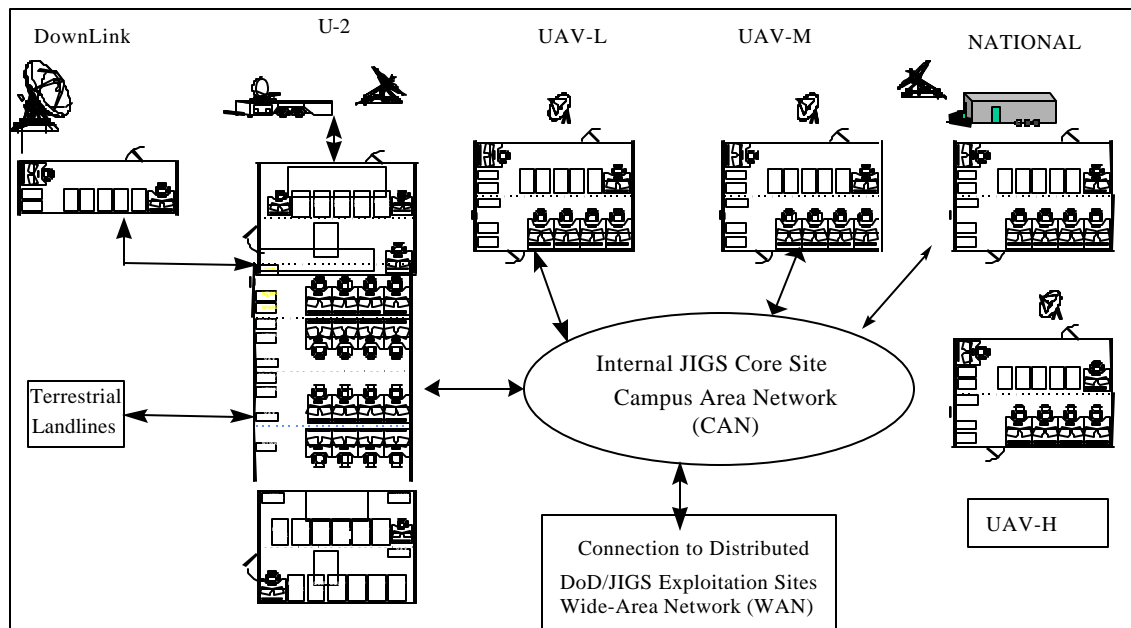 DownLink
U-2
UAV-L
UAV-M
NATIONAL
Internal JIGS Core Site
Campus Area Network
(CAN)
Terrestrial
Landlines
UAV-H
Connection to Distributed
DoD/JIGS Exploitation Sites
Wide-Area Network (WAN)